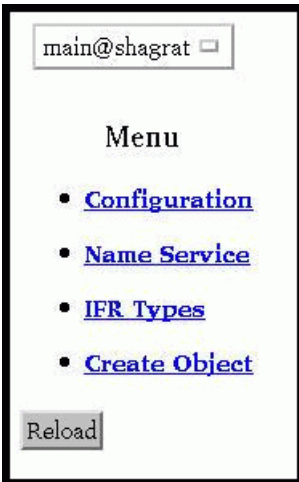 main@shagrat
Menu
Configuration
Name Service
IFR Types
Create Object
Reload